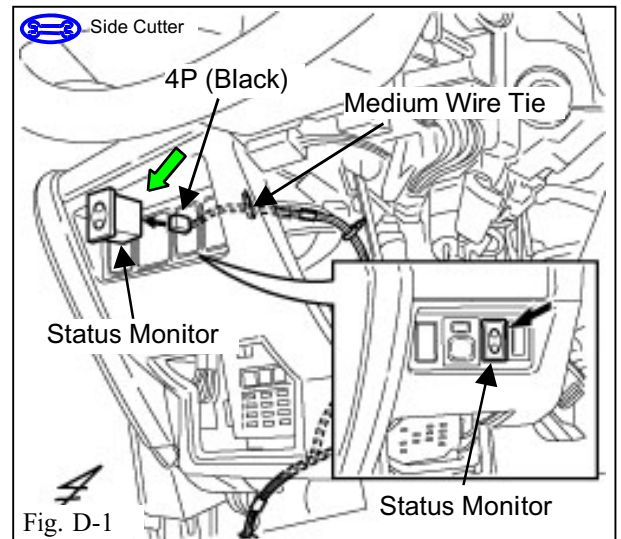 Side Cutter
4P (Black)
Medium Wire Tie
Status Monitor
Status Monitor
Fig. D-1